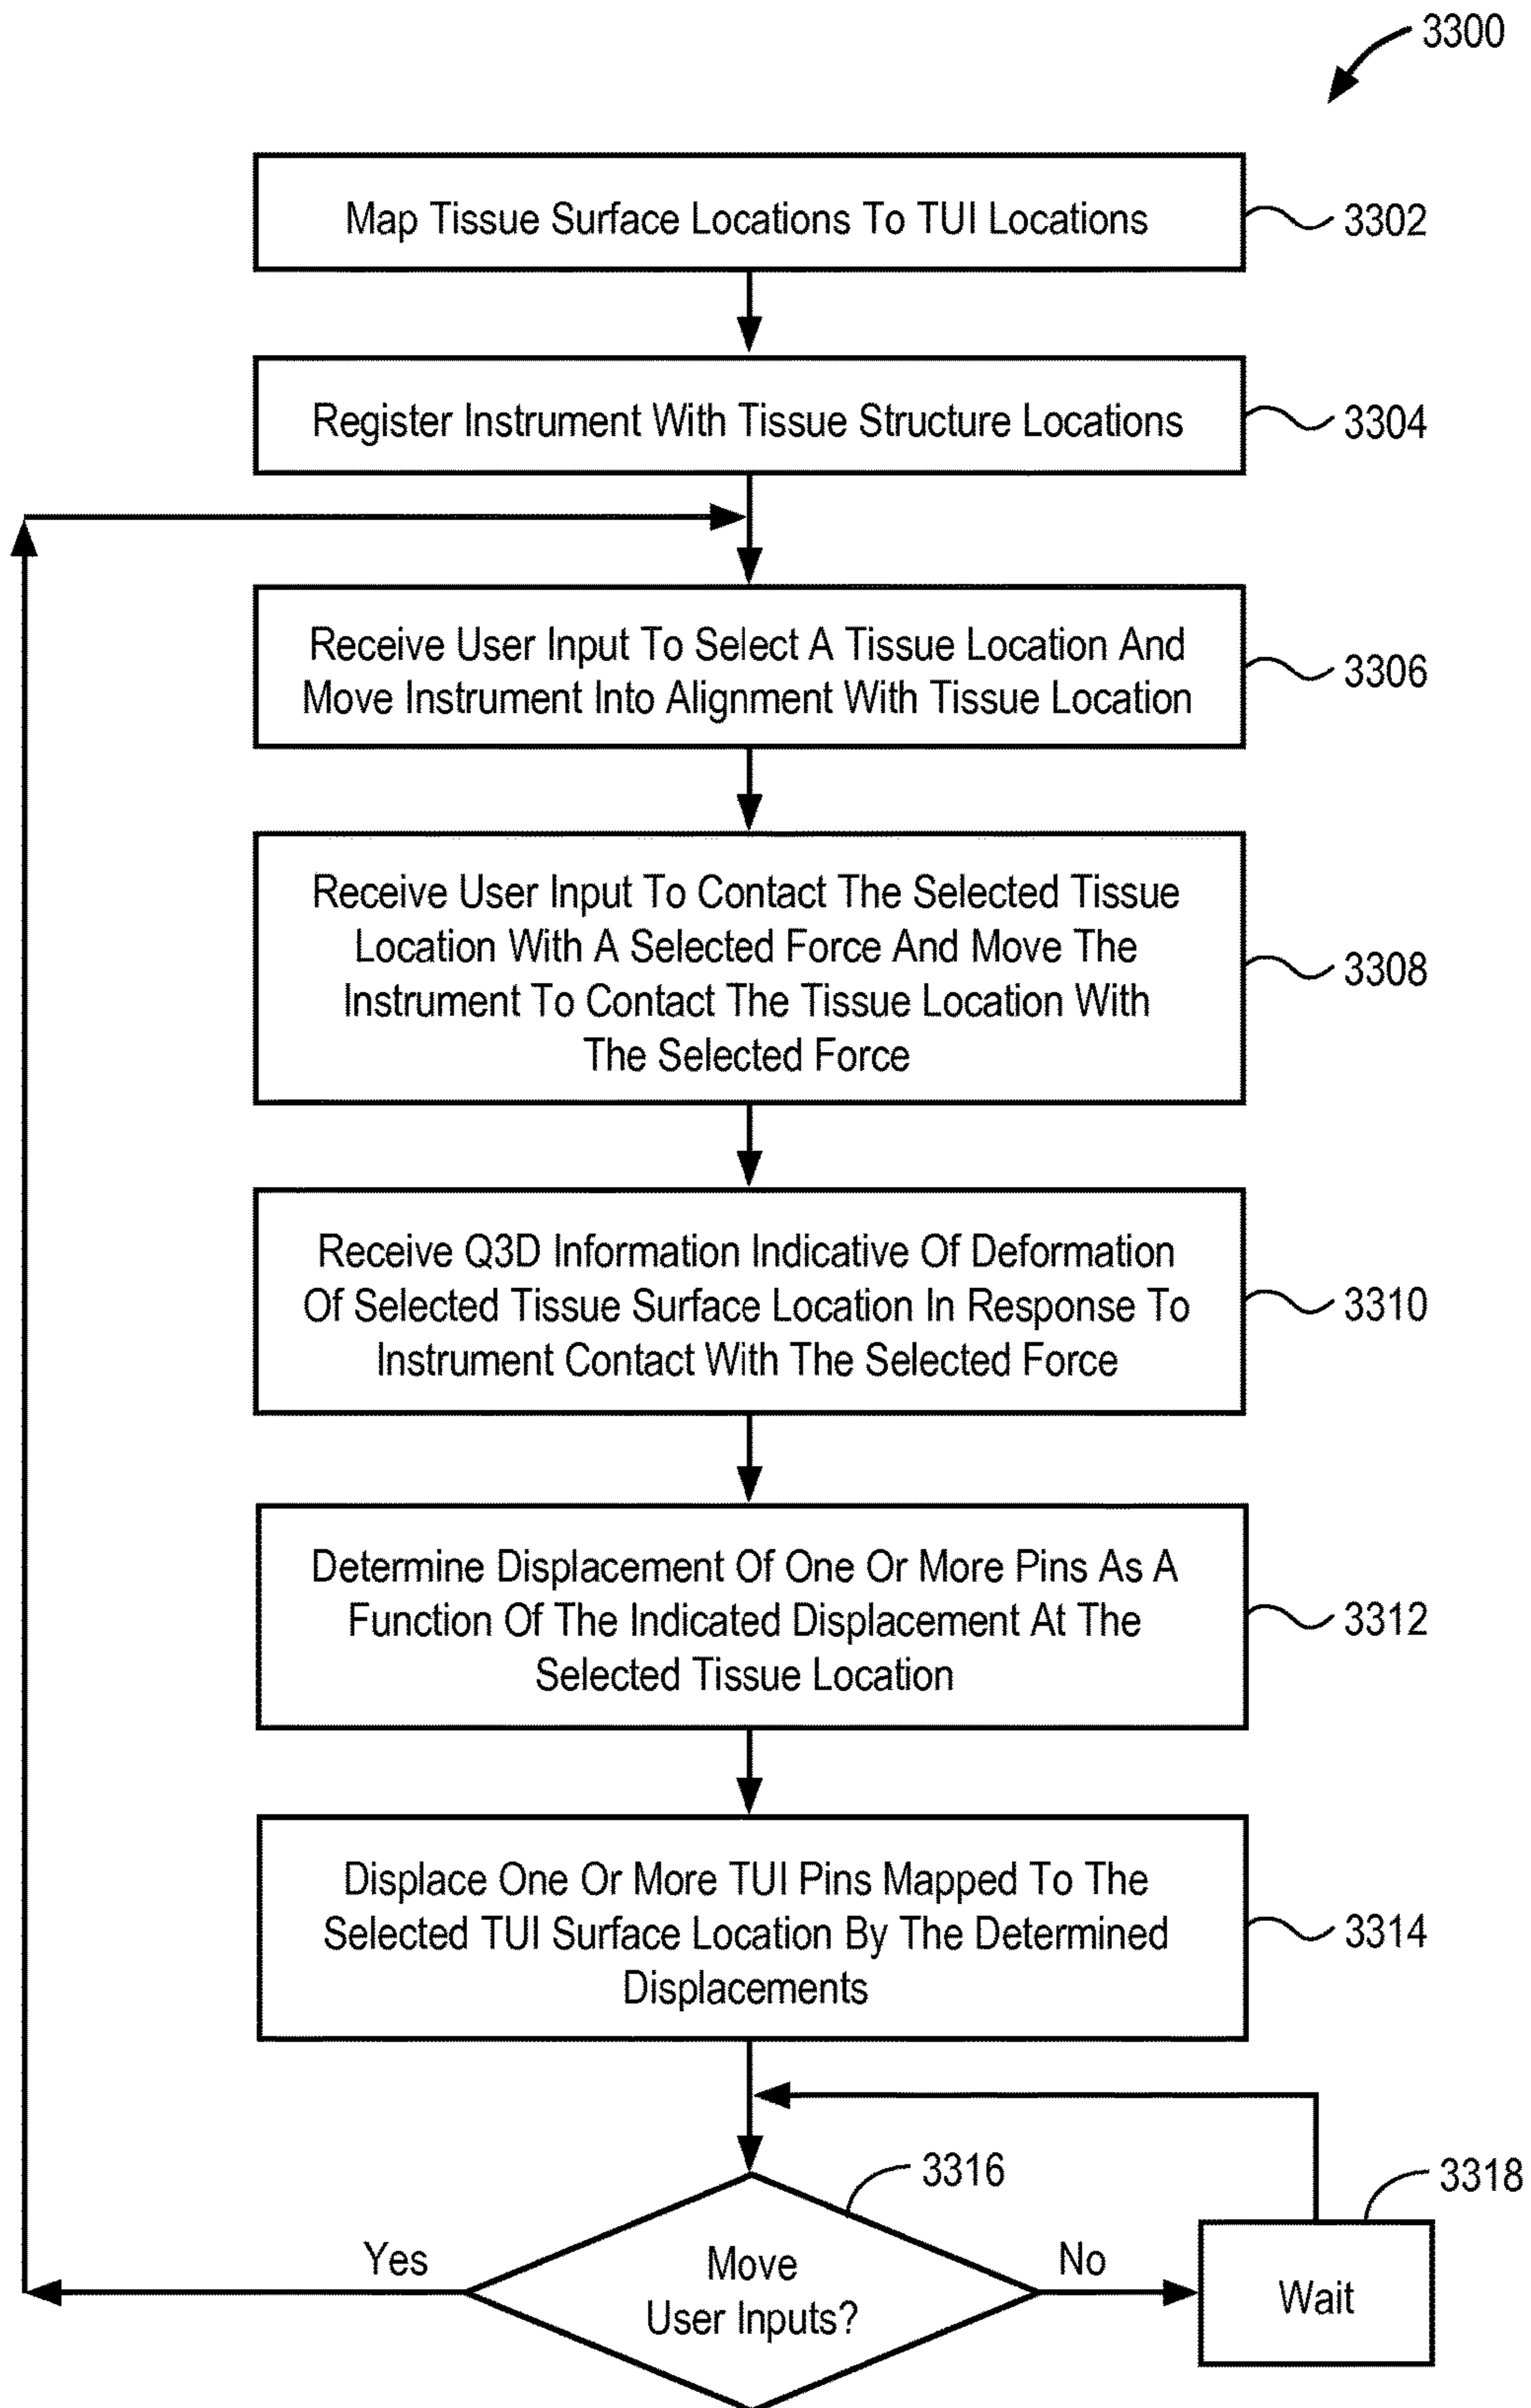 3300
Map Tissue Surface Locations To TUI Locations
3302
Register Instrument With Tissue Structure Locations
3304
Receive User Input To Select A Tissue Location And
Move Instrument Into Alignment With Tissue Location
3306
Receive User Input To Contact The Selected Tissue
Location With A Selected Force And Move The
Instrument To Contact The Tissue Location With
The Selected Force
3308
Receive Q3D Information Indicative Of Deformation
Of Selected Tissue Surface Location In Response To
Instrument Contact With The Selected Force
3310
Determine Displacement Of One Or More Pins As A
Function Of The Indicated Displacement At The
Selected Tissue Location
3312
Displace One Or More TUI Pins Mapped To The
Selected TUI Surface Location By The Determined
Displacements
3314
3316
3318
Yes
Move
User Inputs?
No
Wait